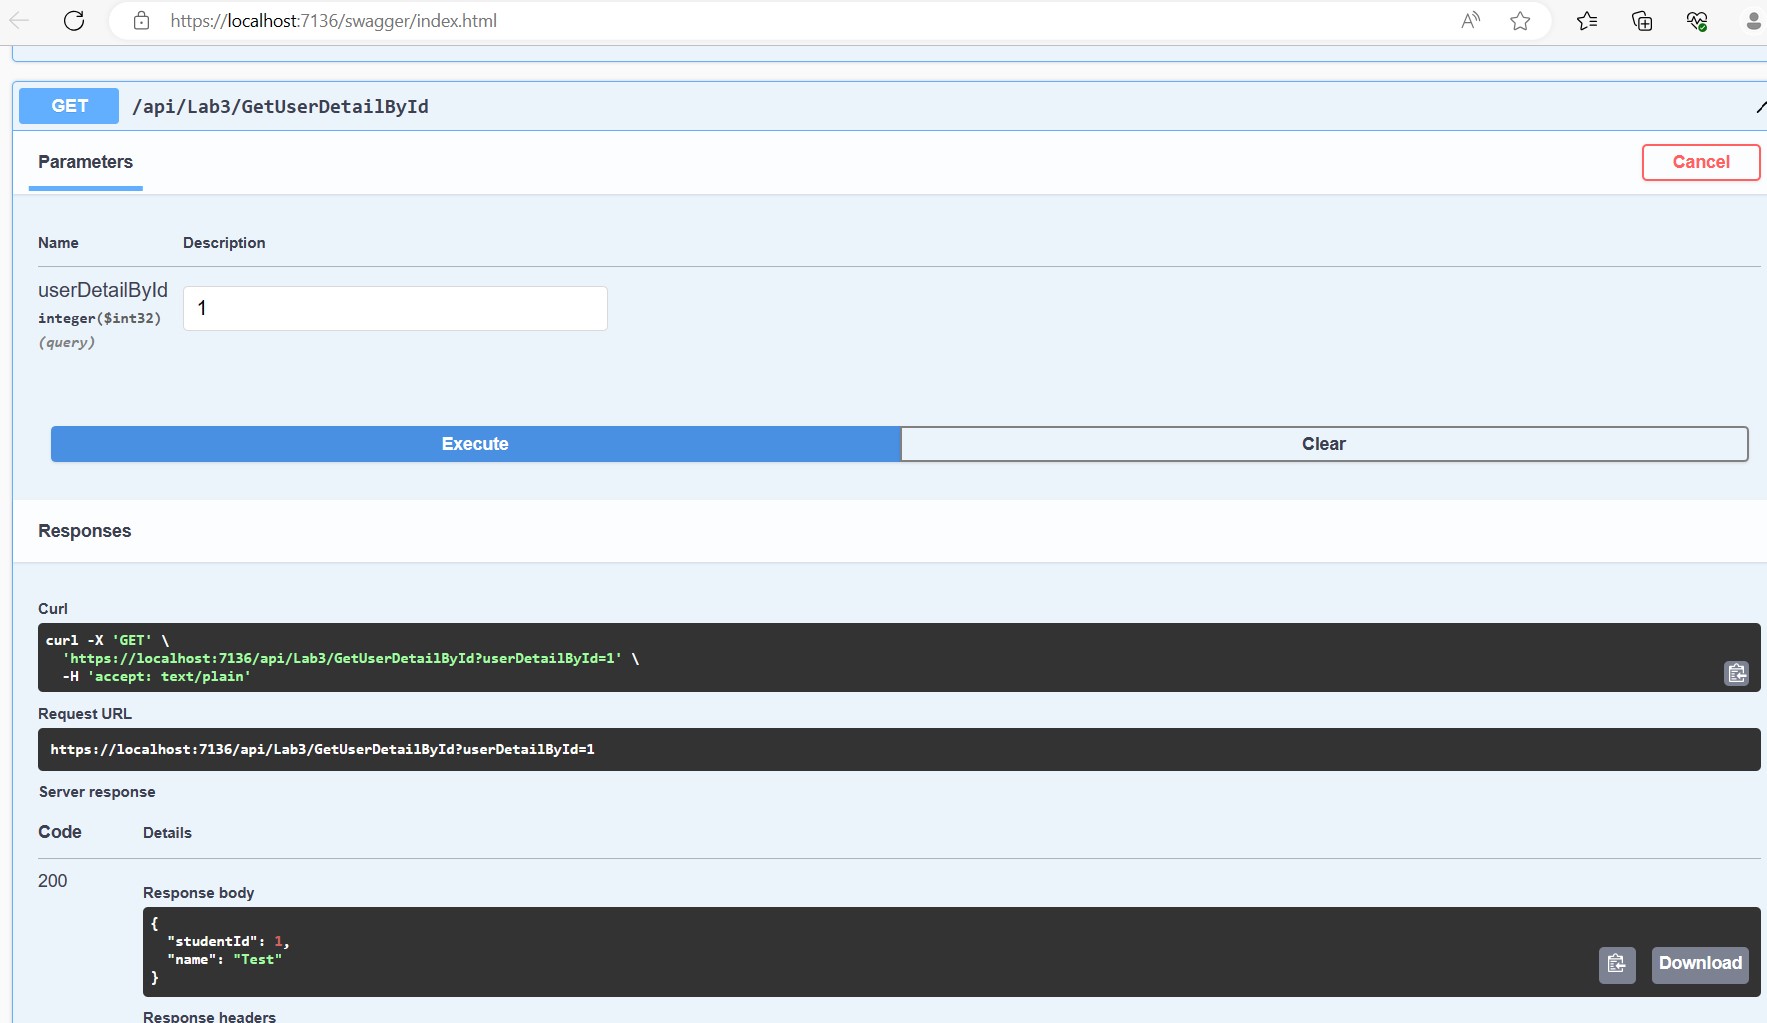 https://localhost:7136/swagger/index.html
GET /api/Lab3/GetUserDetailById
Parameters
Cancel
Name Description
userDetailById
1
integer($int32)
(query)
Execute
Clear
Responses
Curl
curl -X 'GET' \
'https://localhost:7136/api/Lab3/GetUserDetailById?userDetailById=1' \
-H 'accept: text/plain'
Request URL
https://localhost:7136/api/Lab3/GetUserDetailById?userDetailById=1
Server response
Code Details
200
Response body
{
"studentId": 1,
"name": "Test"
}
Download
Response headers